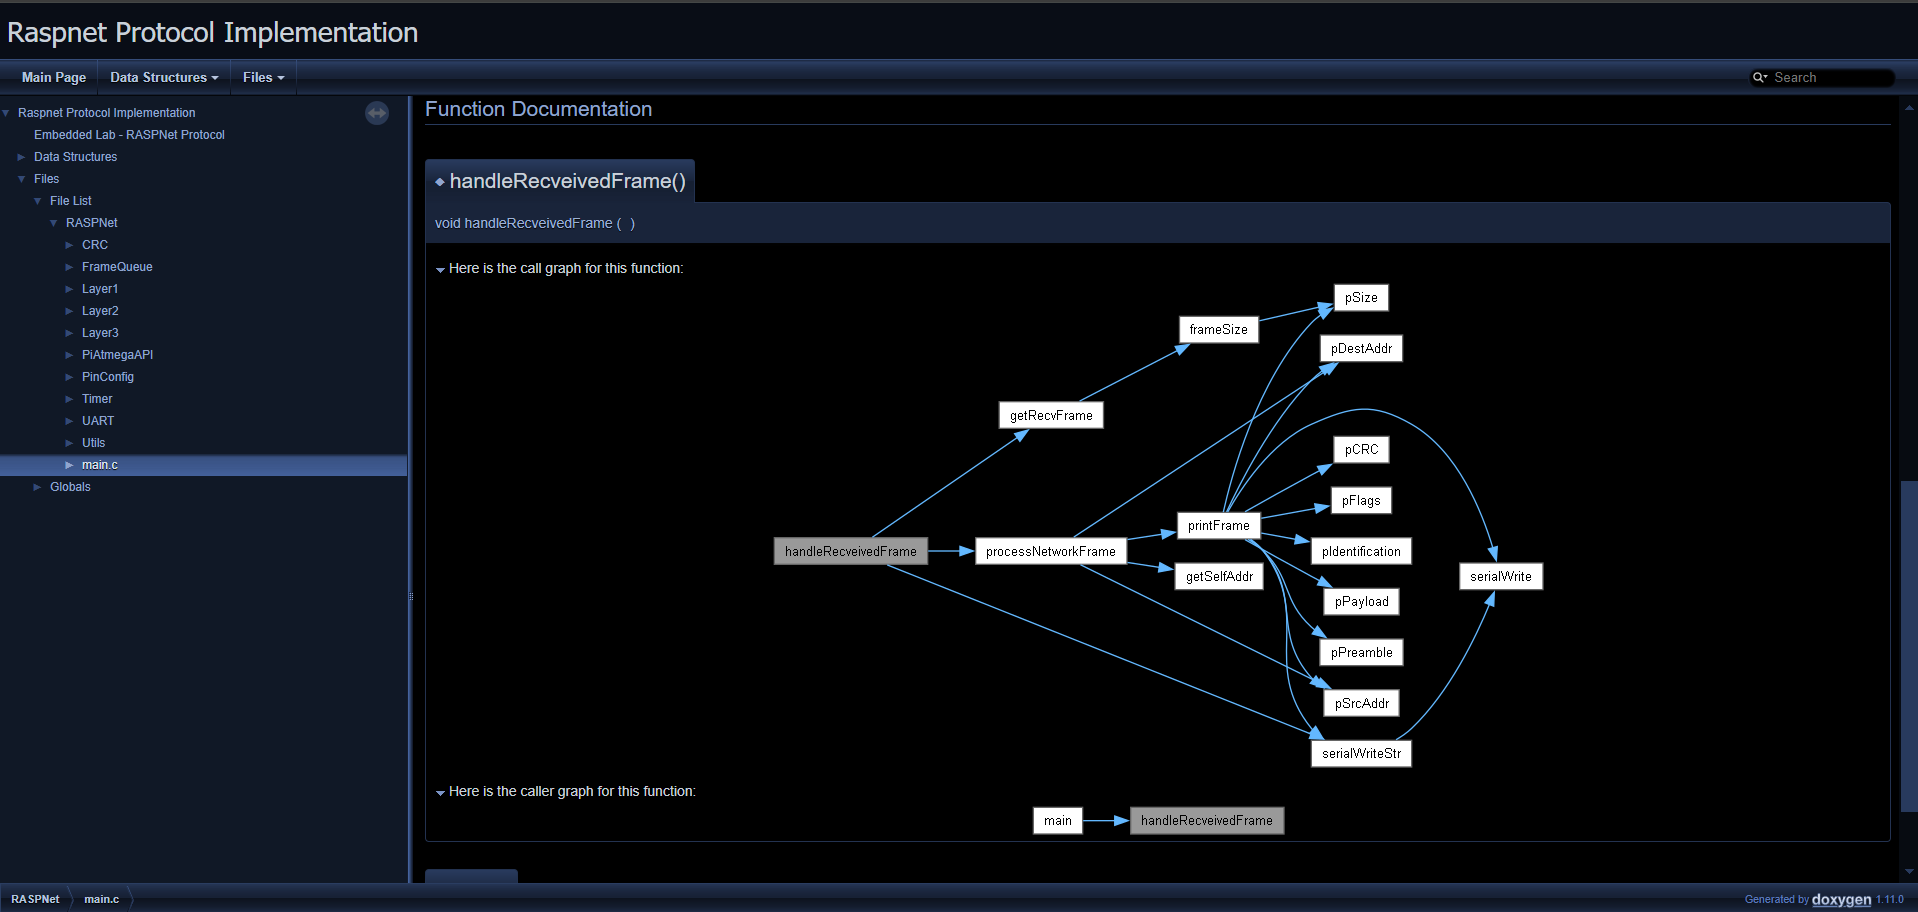 Raspnet Protocol Implementation
Main Page
Data Structures
Files
Search
Raspnet Protocol Implementation
Embedded Lab - RASPNet Protocol
Data Structures
Files
File List
RASPNet
CRC
FrameQueue
Layer1
Layer2
Layer3
PiAtmegaAPI
PinConfig
Timer
UART
Utils
main.c
Globals
Function Documentation
◆ handleRecveivedFrame()
void handleRecveivedFrame ( )
Here is the call graph for this function:
pSize
frameSize
pDestAddr
getRecvFrame
pCRC
pFlags
printFrame
handleRecveivedFrame
processNetworkFrame
pIdentification
getSelfAddr
serialWrite
pPayload
pPreamble
pSrcAddr
serialWriteStr
Here is the caller graph for this function:
main
handleRecveivedFrame
RASPNet
main.c
Generated by doxygen 1.11.0